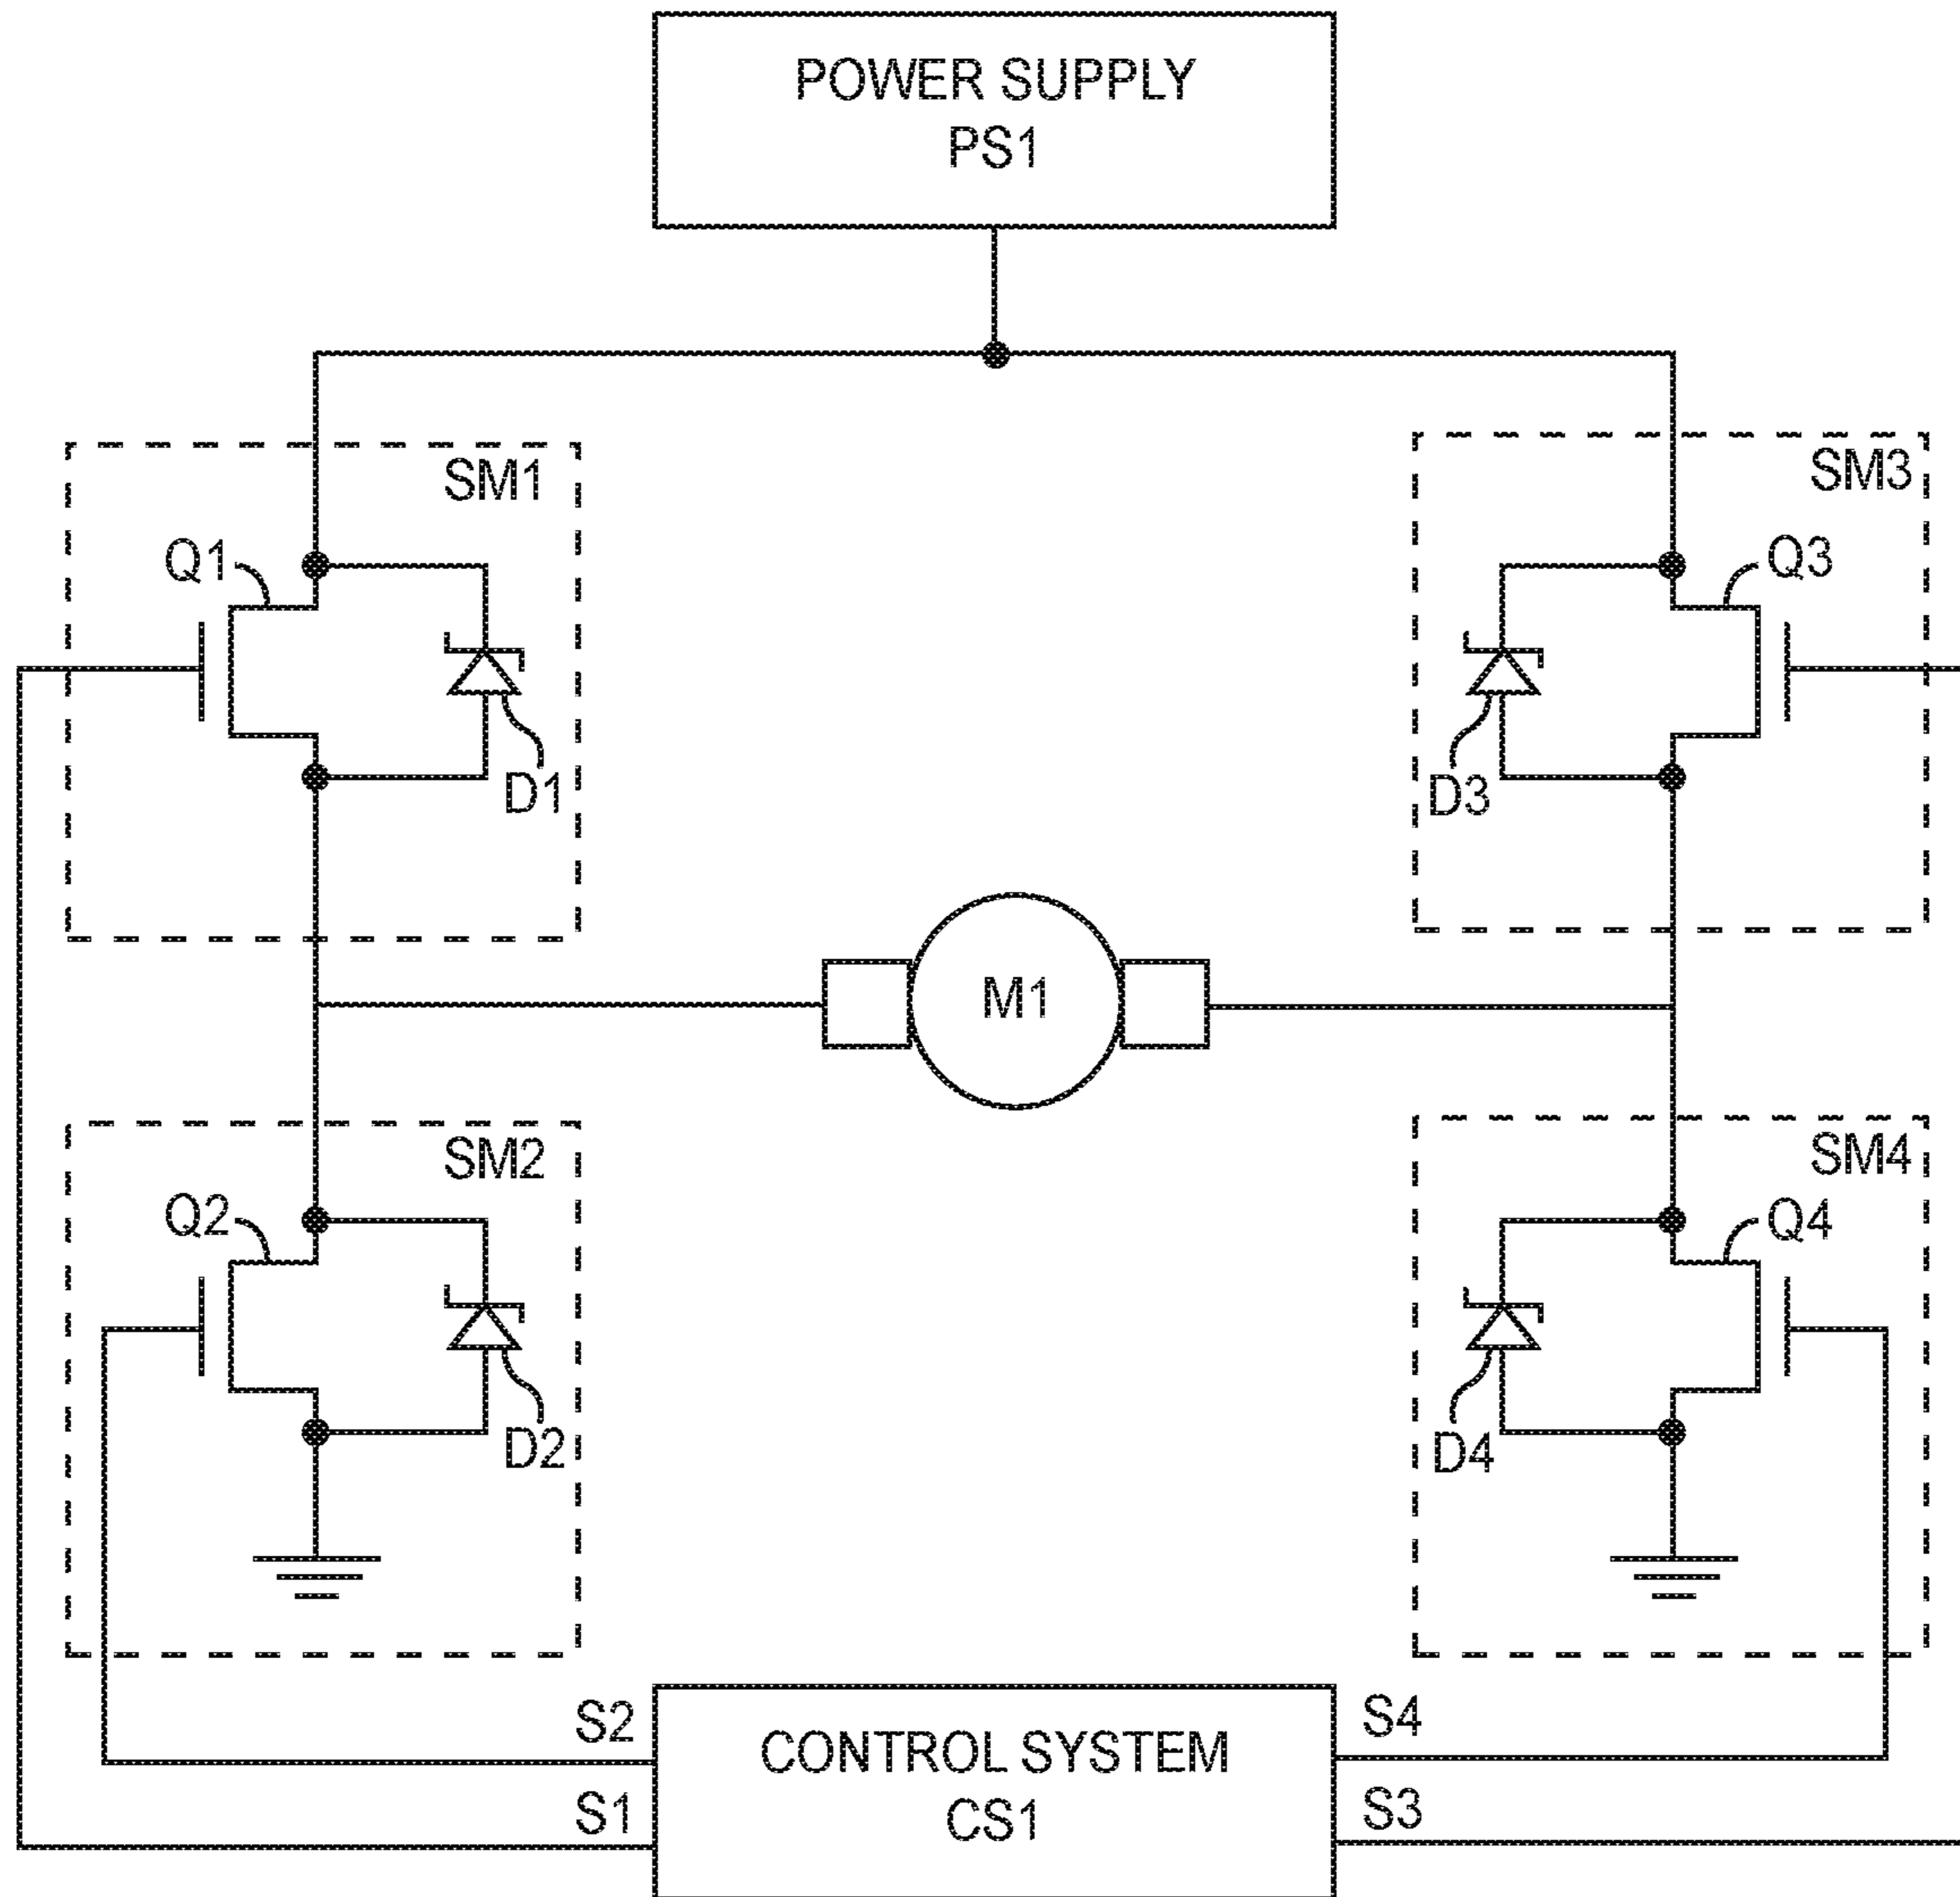 POWER SUPPLY
PS1
SM1
SM3
Q1
Q3
D1
D3
M1
SM2
SM4
Q2
Q4
D2
D4
S2
S4
CONTROL SYSTEM
S1
CS1
S3